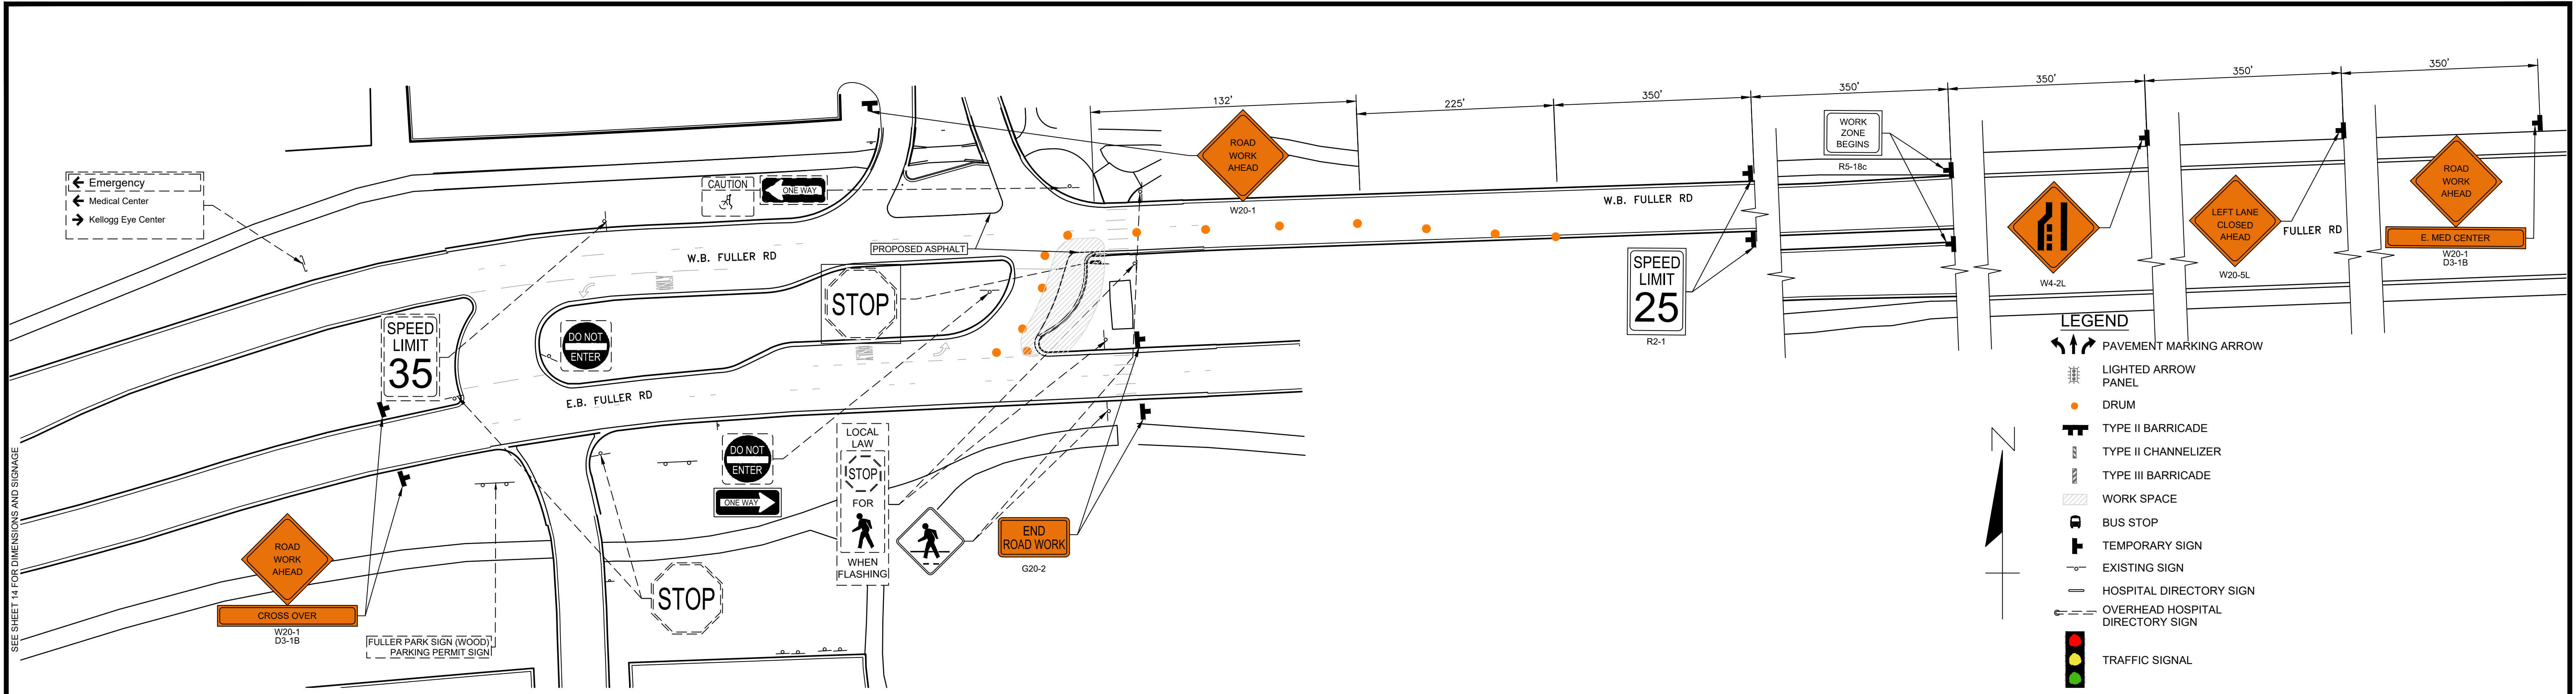 132'
225'
350'
350'
350'
350'
350'
Emergency
Medical Center
Kellogg Eye Center
CAUTION
ONE WAY
ROAD
WORK
AHEAD
W20-1
WORK
ZONE
BEGINS
R5-18c
W.B. FULLER RD
PROPOSED ASPHALT
W.B. FULLER RD
SPEED
LIMIT
35
DO NOT
ENTER
STOP
E.B. FULLER RD
SPEED
LIMIT
25
R2-1
W4-2L
LEFT LANE
CLOSED
AHEAD
W20-5L
FULLER RD
ROAD
WORK
AHEAD
E. MED CENTER
W20-1
D3-1B
DO NOT
ENTER
ONE WAY
LOCAL
LAW
STOP
FOR
WHEN
FLASHING
END
ROAD WORK
G20-2
STOP
ROAD
WORK
AHEAD
CROSS OVER
W20-1
D3-1B
FULLER PARK SIGN (WOOD)
PARKING PERMIT SIGN
SEE SHEET 14 FOR DIMENSIONS AND SIGNAGE
N
LEGEND
PAVEMENT MARKING ARROW
LIGHTED ARROW
PANEL
DRUM
TYPE II BARRICADE
TYPE II CHANNELIZER
TYPE III BARRICADE
WORK SPACE
BUS STOP
TEMPORARY SIGN
EXISTING SIGN
HOSPITAL DIRECTORY SIGN
OVERHEAD HOSPITAL
DIRECTORY SIGN
TRAFFIC SIGNAL